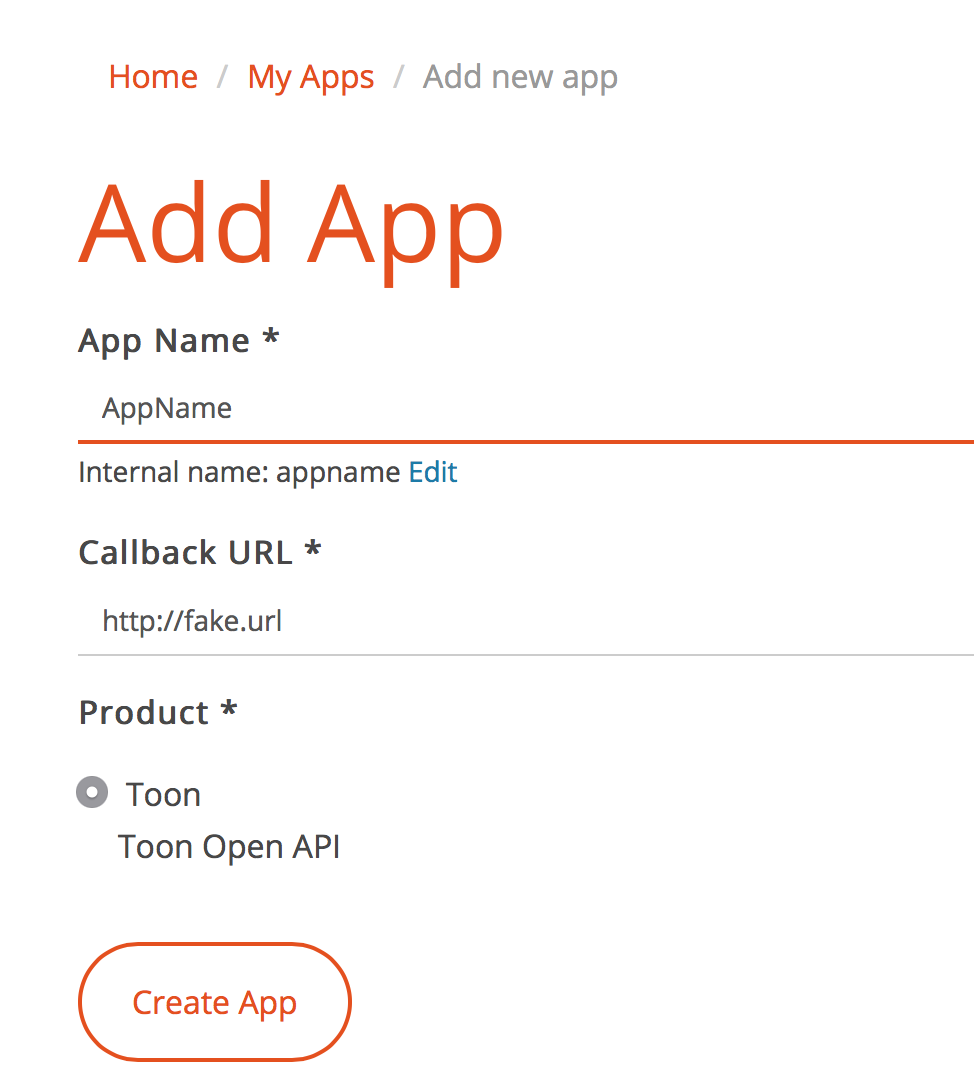 Home / My Apps / Add new app
Add App
App Name *
AppName
Internal name: appname Edit
Callback URL *
http://fake.url
Product *
Toon
Toon Open API
Create App